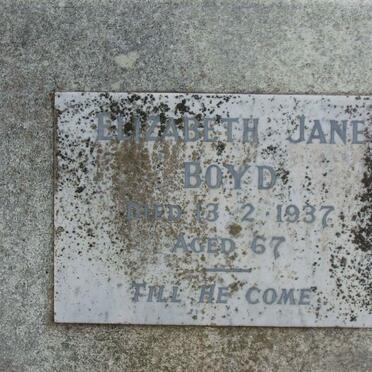 ELIZABETH JANE
BOYD
DIED 13 2 1937
AGED 67
TILL HE COME